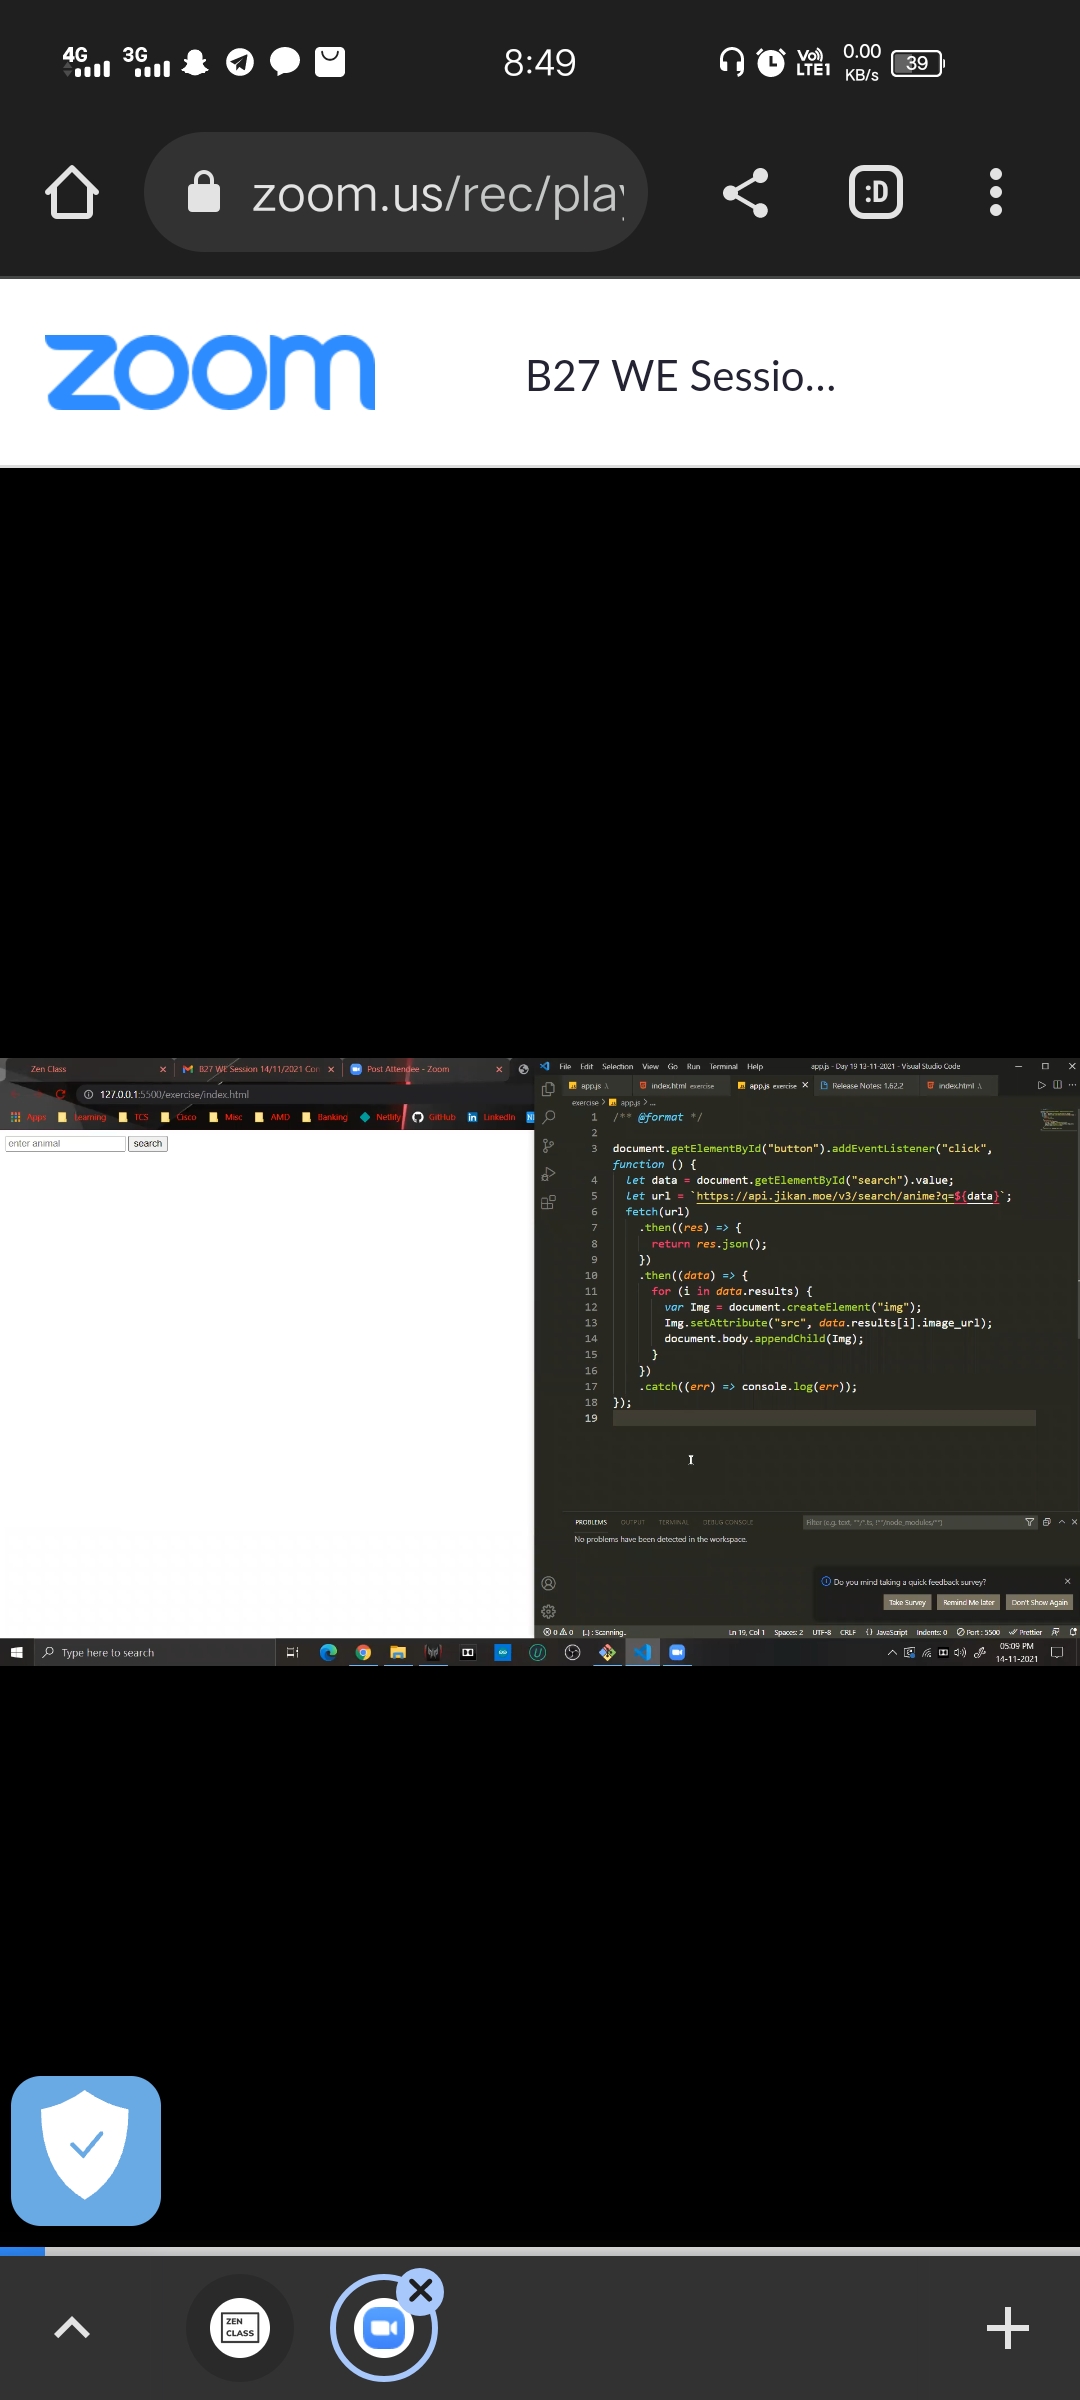 4G 3G 8:49 Vo) LTE1 0.00 KB/s 39
zoom.us/rec/play :D
zoom B27 WE Sessio...
Zen Class B27 WE Session 14/11/2021 Con Post Attendee - Zoom
127.0.0.1:5500/exercise/index.html
Apps Learning TCS Cisco Misc AMD Banking Netlify GitHub LinkedIn
enter animal search
File Edit Selection View Go Run Terminal Help app.js - Day 19 13-11-2021 - Visual Studio Code
app.js index.html exercise app.js exercise Release Notes: 1.62.2 index.html
exercise > app.js > ...
1 /** @format */
2
3 document.getElementById("button").addEventListener("click",
function () {
4 let data = document.getElementById("search").value;
5 let url = `https://api.jikan.moe/v3/search/anime?q=${data}`;
6 fetch(url)
7 .then((res) => {
8 return res.json();
9 })
10 .then((data) => {
11 for (i in data.results) {
12 var Img = document.createElement("img");
13 Img.setAttribute("src", data.results[i].image_url);
14 document.body.appendChild(Img);
15 }
16 })
17 .catch((err) => console.log(err));
18 });
19
PROBLEMS OUTPUT TERMINAL DEBUG CONSOLE Filter (e.g. text, **/*.ts, !**/node_modules/**)
No problems have been detected in the workspace.
Do you mind taking a quick feedback survey?
Take Survey Remind Me later Don't Show Again
0 0 Scanning.. Ln 19, Col 1 Spaces: 2 UTF-8 CRLF {} JavaScript Indents: 0 Port : 5500 Prettier
Type here to search 05:09 PM
14-11-2021
ZEN
CLASS